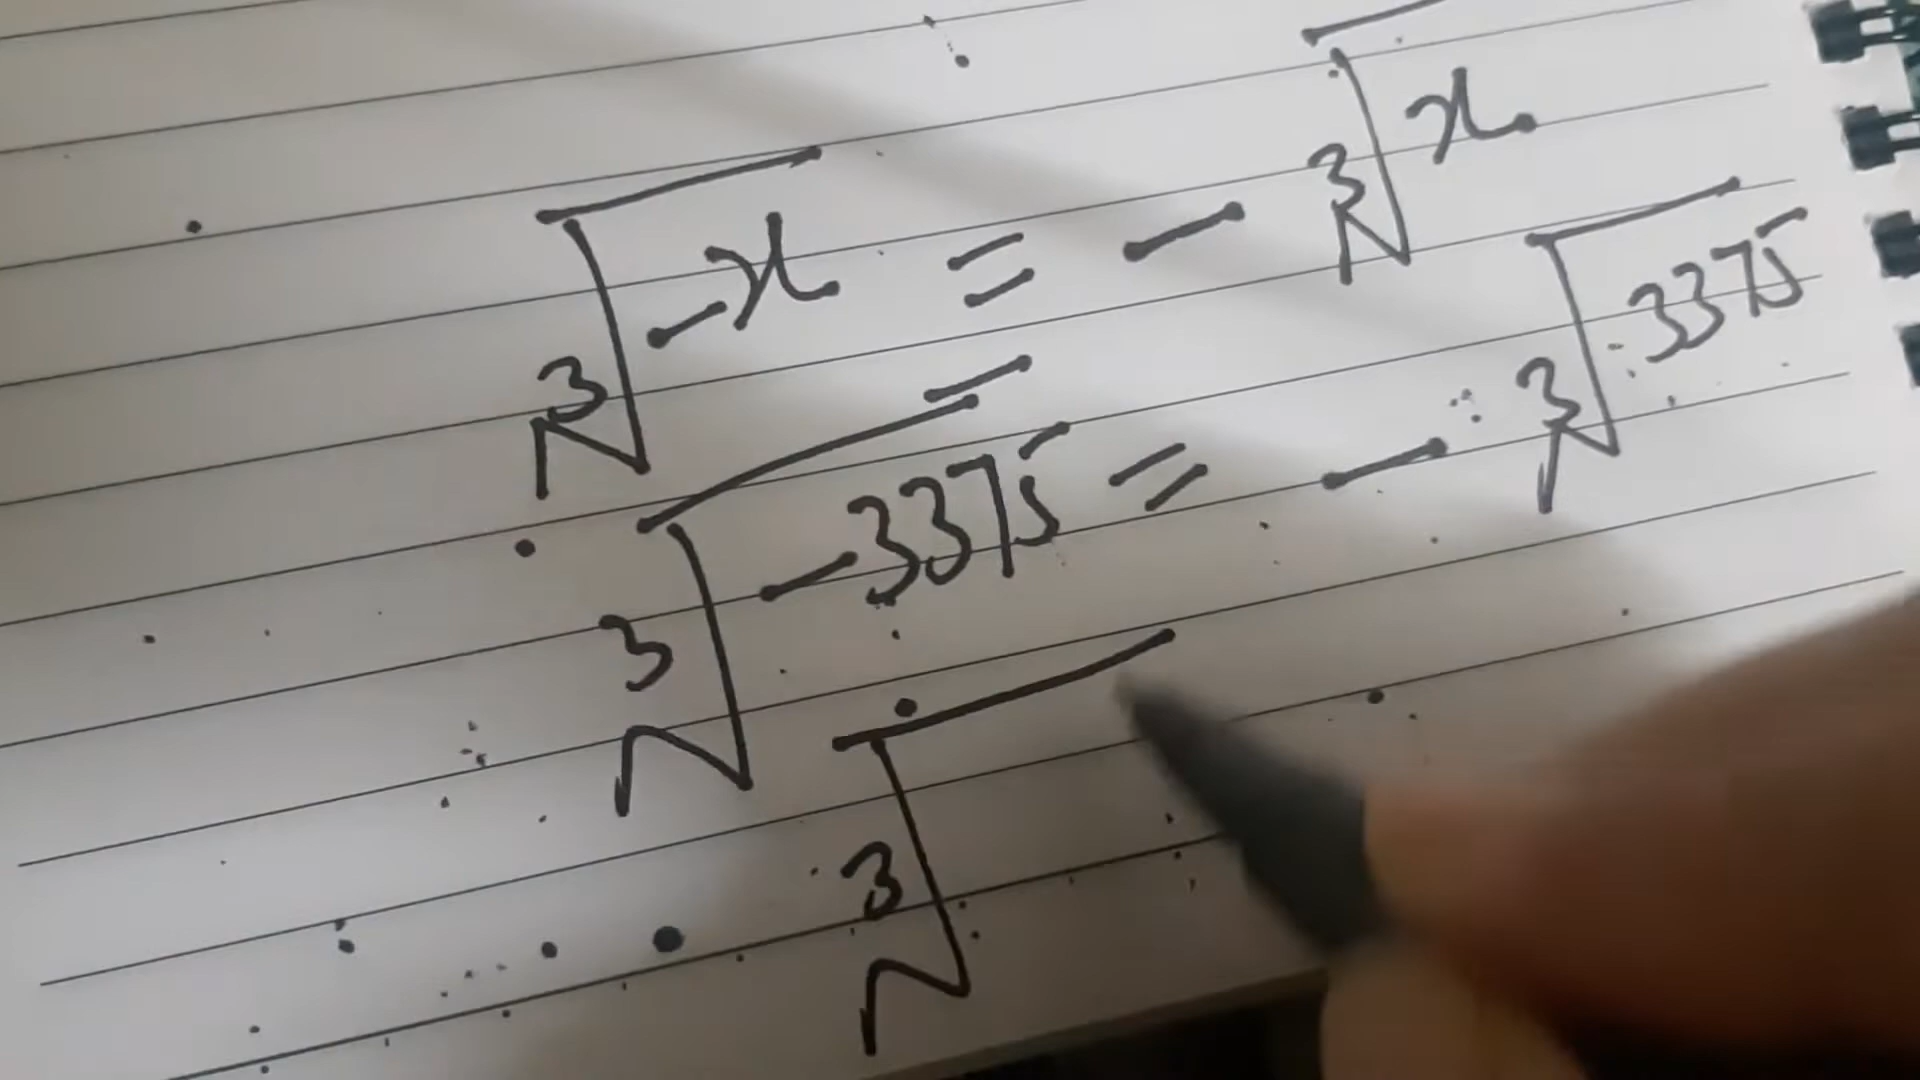 ∛-x = - ∛x
∛-3375 = - ∛3375
∛